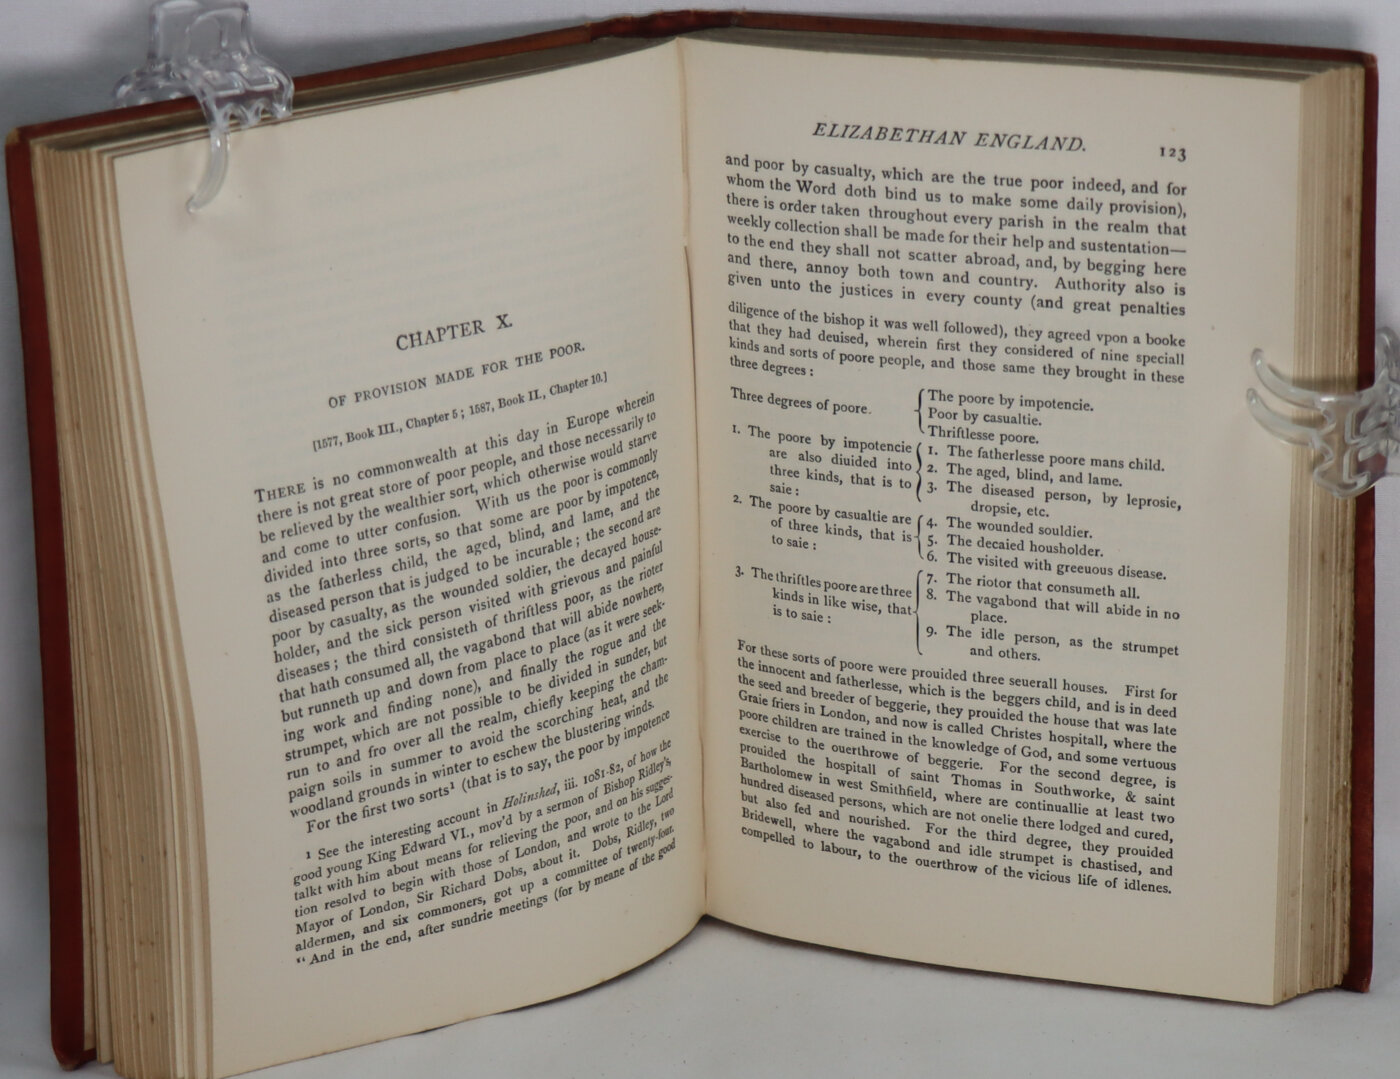 CHAPTER X.
OF PROVISION MADE FOR THE POOR.
[1577, Book III., Chapter 5; 1587, Book II., Chapter 10.]
THERE is no commonwealth at this day in Europe wherein
there is not great store of poor people, and those necessarily to
be relieved by the wealthier sort, which otherwise would starve
and come to utter confusion. With us the poor is commonly
divided into three sorts, so that some are poor by impotence,
as the fatherless child, the aged, blind, and lame, and the
diseased person that is judged to be incurable; the second are
poor by casualty, as the wounded soldier, the decayed house-
holder, and the sick person visited with grievous and painful
diseases; the third consisteth of thriftless poor, as the rioter
that hath consumed all, the vagabond that will abide nowhere,
but runneth up and down from place to place (as it were seek-
ing work and finding none), and finally the rogue and the
strumpet, which are not possible to be divided in sunder, but
run to and fro over all the realm, chiefly keeping the cham-
paign soils in summer to avoid the scorching heat, and the
woodland grounds in winter to eschew the blustering winds.
For the first two sorts¹ (that is to say, the poor by impotence
¹ See the interesting account in Holinshed, iii. 1081-82, of how the
good young King Edward VI., mov'd by a sermon of Bishop Ridley's,
talkt with him about means for relieving the poor, and on his sugges-
tion resolvd to begin with those of London, and wrote to the Lord
Mayor of London, Sir Richard Dobs, about it. Dobs, Ridley, two
aldermen, and six commoners, got up a committee of twenty-four.
"And in the end, after sundrie meetings (for by meane of the good
ELIZABETHAN ENGLAND. 123
and poor by casualty, which are the true poor indeed, and for
whom the Word doth bind us to make some daily provision),
there is order taken throughout every parish in the realm that
weekly collection shall be made for their help and sustentation—
to the end they shall not scatter abroad, and, by begging here
and there, annoy both town and country. Authority also is
given unto the justices in every county (and great penalties
diligence of the bishop it was well followed), they agreed vpon a booke
that they had deuised, wherein first they considered of nine speciall
kinds and sorts of poore people, and those same they brought in these
three degrees:
Three degrees of poore.
The poore by impotencie.
Poor by casualtie.
Thriftlesse poore.
1. The poore by impotencie
are also diuided into
three kinds, that is to
saie:
1. The fatherlesse poore mans child.
2. The aged, blind, and lame.
3. The diseased person, by leprosie,
dropsie, etc.
2. The poore by casualtie are
of three kinds, that is
to saie:
4. The wounded souldier.
5. The decaied housholder.
6. The visited with greeuous disease.
3. The thriftles poore are three
kinds in like wise, that
is to saie:
7. The riotor that consumeth all.
8. The vagabond that will abide in no
place.
9. The idle person, as the strumpet
and others.
For these sorts of poore were prouided three seuerall houses. First for
the innocent and fatherlesse, which is the beggers child, and is in deed
the seed and breeder of beggerie, they prouided the house that was late
Graie friers in London, and now is called Christes hospitall, where the
poore children are trained in the knowledge of God, and some vertuous
exercise to the ouerthrowe of beggerie. For the second degree, is
prouided the hospitall of saint Thomas in Southworke, & saint
Bartholomew in west Smithfield, where are continuallie at least two
hundred diseased persons, which are not onelie there lodged and cured,
but also fed and nourished. For the third degree, they prouided
Bridewell, where the vagabond and idle strumpet is chastised, and
compelled to labour, to the ouerthrow of the vicious life of idlenes.